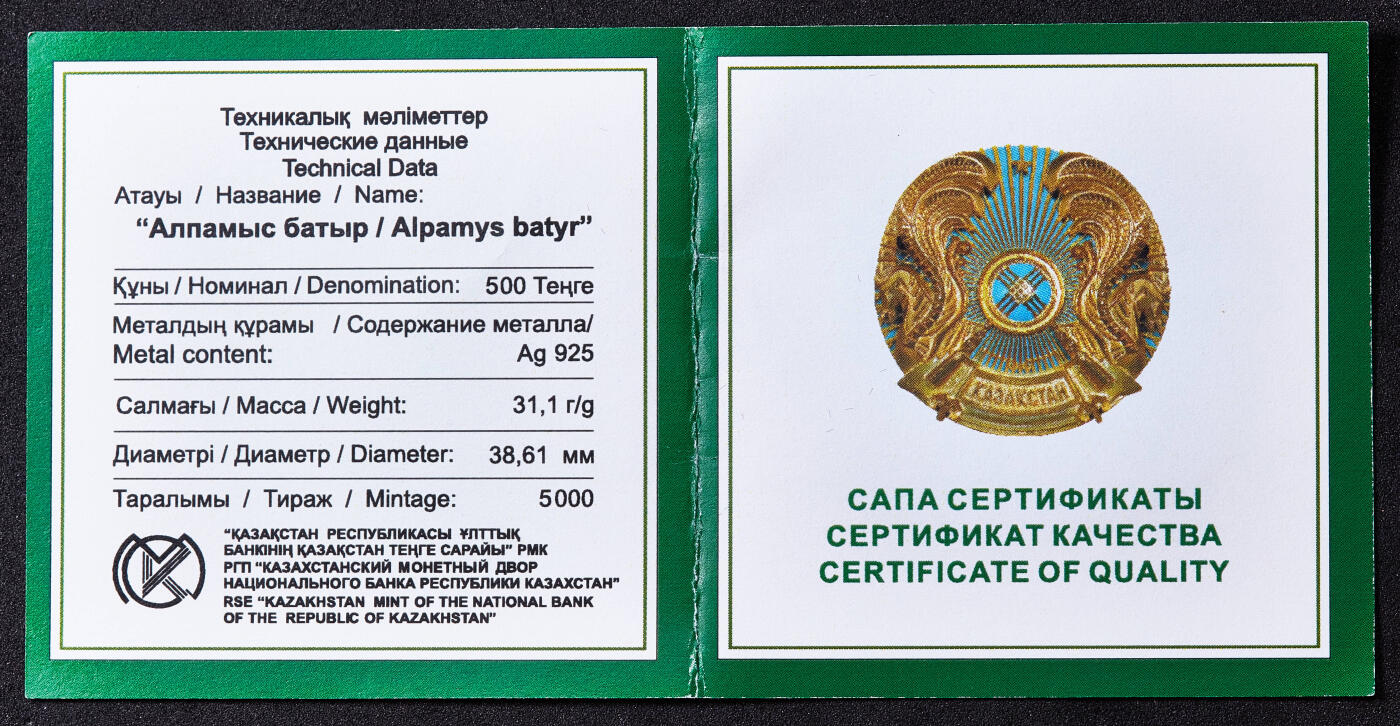 Техникалық мәліметтер
Технические данные
Technical Data
Атауы / Название / Name:
“Алпамыс батыр / Alpamys batyr”
Құны / Номинал / Denomination: 500 Теңге
Металдың құрамы / Содержание металла/
Metal content: Ag 925
Салмағы / Масса / Weight: 31,1 г/g
Диаметрі / Диаметр / Diameter: 38,61 мм
Таралымы / Тираж / Mintage: 5000
“ҚАЗАҚСТАН РЕСПУБЛИКАСЫ ҰЛТТЫҚ
БАНКІНІҢ ҚАЗАҚСТАН ТЕҢГЕ САРАЙЫ” РМК
РГП “КАЗАХСТАНСКИЙ МОНЕТНЫЙ ДВОР
НАЦИОНАЛЬНОГО БАНКА РЕСПУБЛИКИ КАЗАХСТАН”
RSE “KAZAKHSTAN MINT OF THE NATIONAL BANK
OF THE REPUBLIC OF KAZAKHSTAN”
ҚАЗАҚСТАН
САПА СЕРТИФИКАТЫ
СЕРТИФИКАТ КАЧЕСТВА
CERTIFICATE OF QUALITY